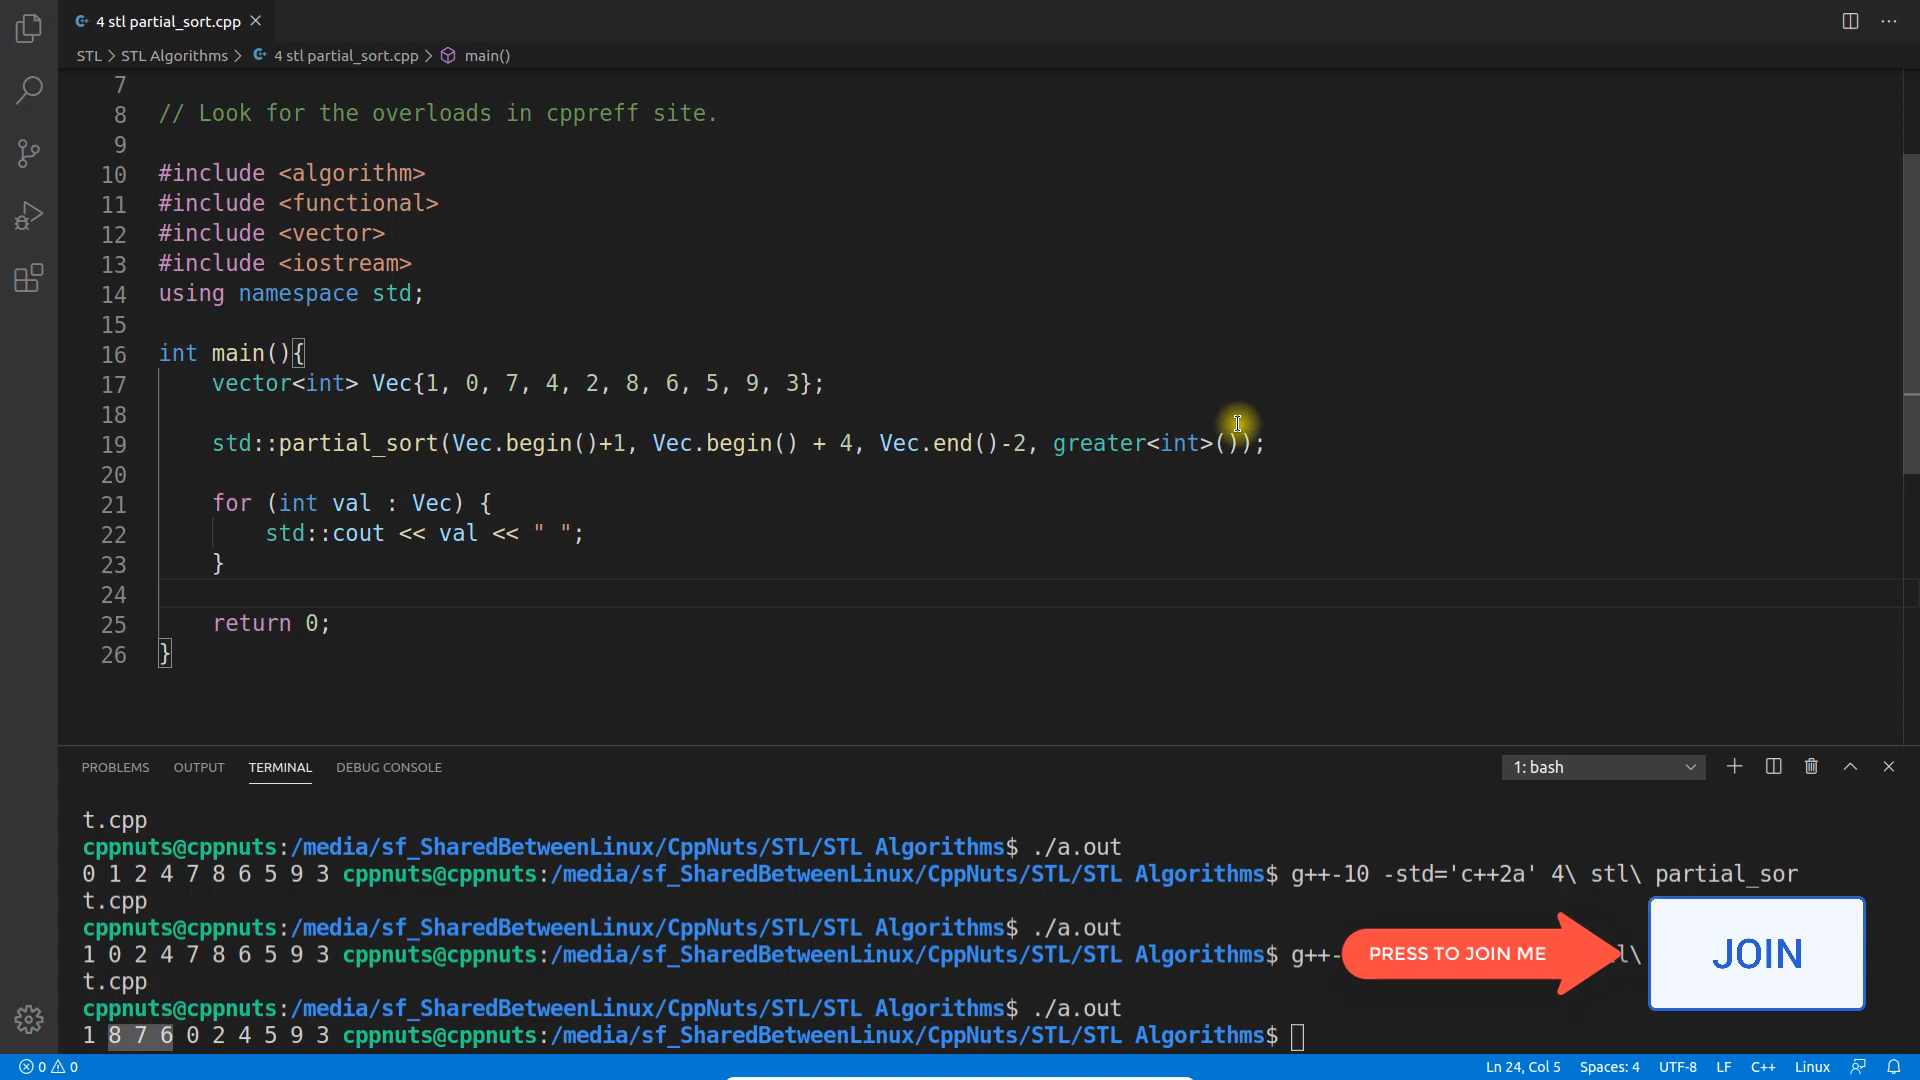 4 stl partial_sort.cpp
STL > STL Algorithms > 4 stl partial_sort.cpp > main()
7
8 // Look for the overloads in cppreff site.
9
10 #include <algorithm>
11 #include <functional>
12 #include <vector>
13 #include <iostream>
14 using namespace std;
15
16 int main(){
17 vector<int> Vec{1, 0, 7, 4, 2, 8, 6, 5, 9, 3};
18
19 std::partial_sort(Vec.begin()+1, Vec.begin() + 4, Vec.end()-2, greater<int>());
20
21 for (int val : Vec) {
22 std::cout << val << " ";
23 }
24
25 return 0;
26 }
PROBLEMS OUTPUT TERMINAL DEBUG CONSOLE 1: bash
t.cpp
cppnuts@cppnuts:/media/sf_SharedBetweenLinux/CppNuts/STL/STL Algorithms$ ./a.out
0 1 2 4 7 8 6 5 9 3 cppnuts@cppnuts:/media/sf_SharedBetweenLinux/CppNuts/STL/STL Algorithms$ g++-10 -std='c++2a' 4\ stl\ partial_sor
t.cpp
cppnuts@cppnuts:/media/sf_SharedBetweenLinux/CppNuts/STL/STL Algorithms$ ./a.out
1 0 2 4 7 8 6 5 9 3 cppnuts@cppnuts:/media/sf_SharedBetweenLinux/CppNuts/STL/STL Algorithms$ g++-
PRESS TO JOIN ME
JOIN
t.cpp
cppnuts@cppnuts:/media/sf_SharedBetweenLinux/CppNuts/STL/STL Algorithms$ ./a.out
1 8 7 6 0 2 4 5 9 3 cppnuts@cppnuts:/media/sf_SharedBetweenLinux/CppNuts/STL/STL Algorithms$
0 0 Ln 24, Col 5 Spaces: 4 UTF-8 LF C++ Linux